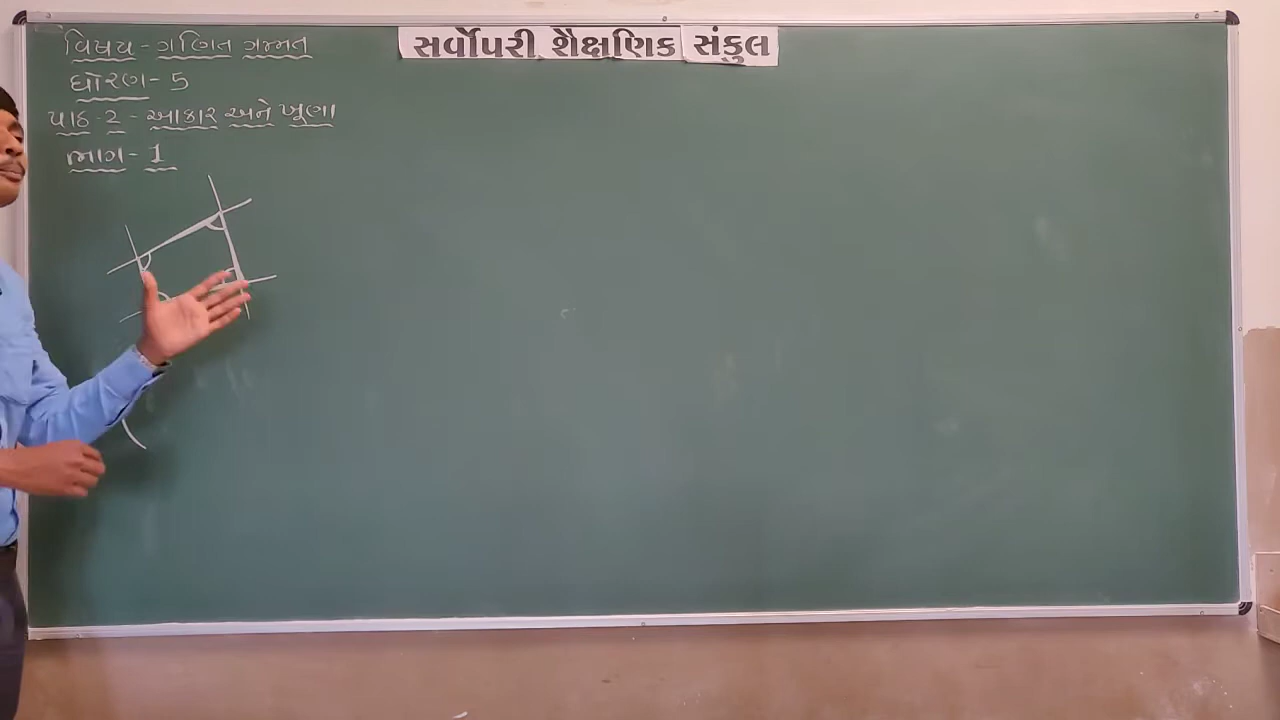 સર્વોપરી શૈક્ષણિક સંકુલ
વિષય - ગણિત ગમ્મત
ધોરણ - 5
પાઠ - 2 - આકાર અને ખૂણા
ભાગ - 1